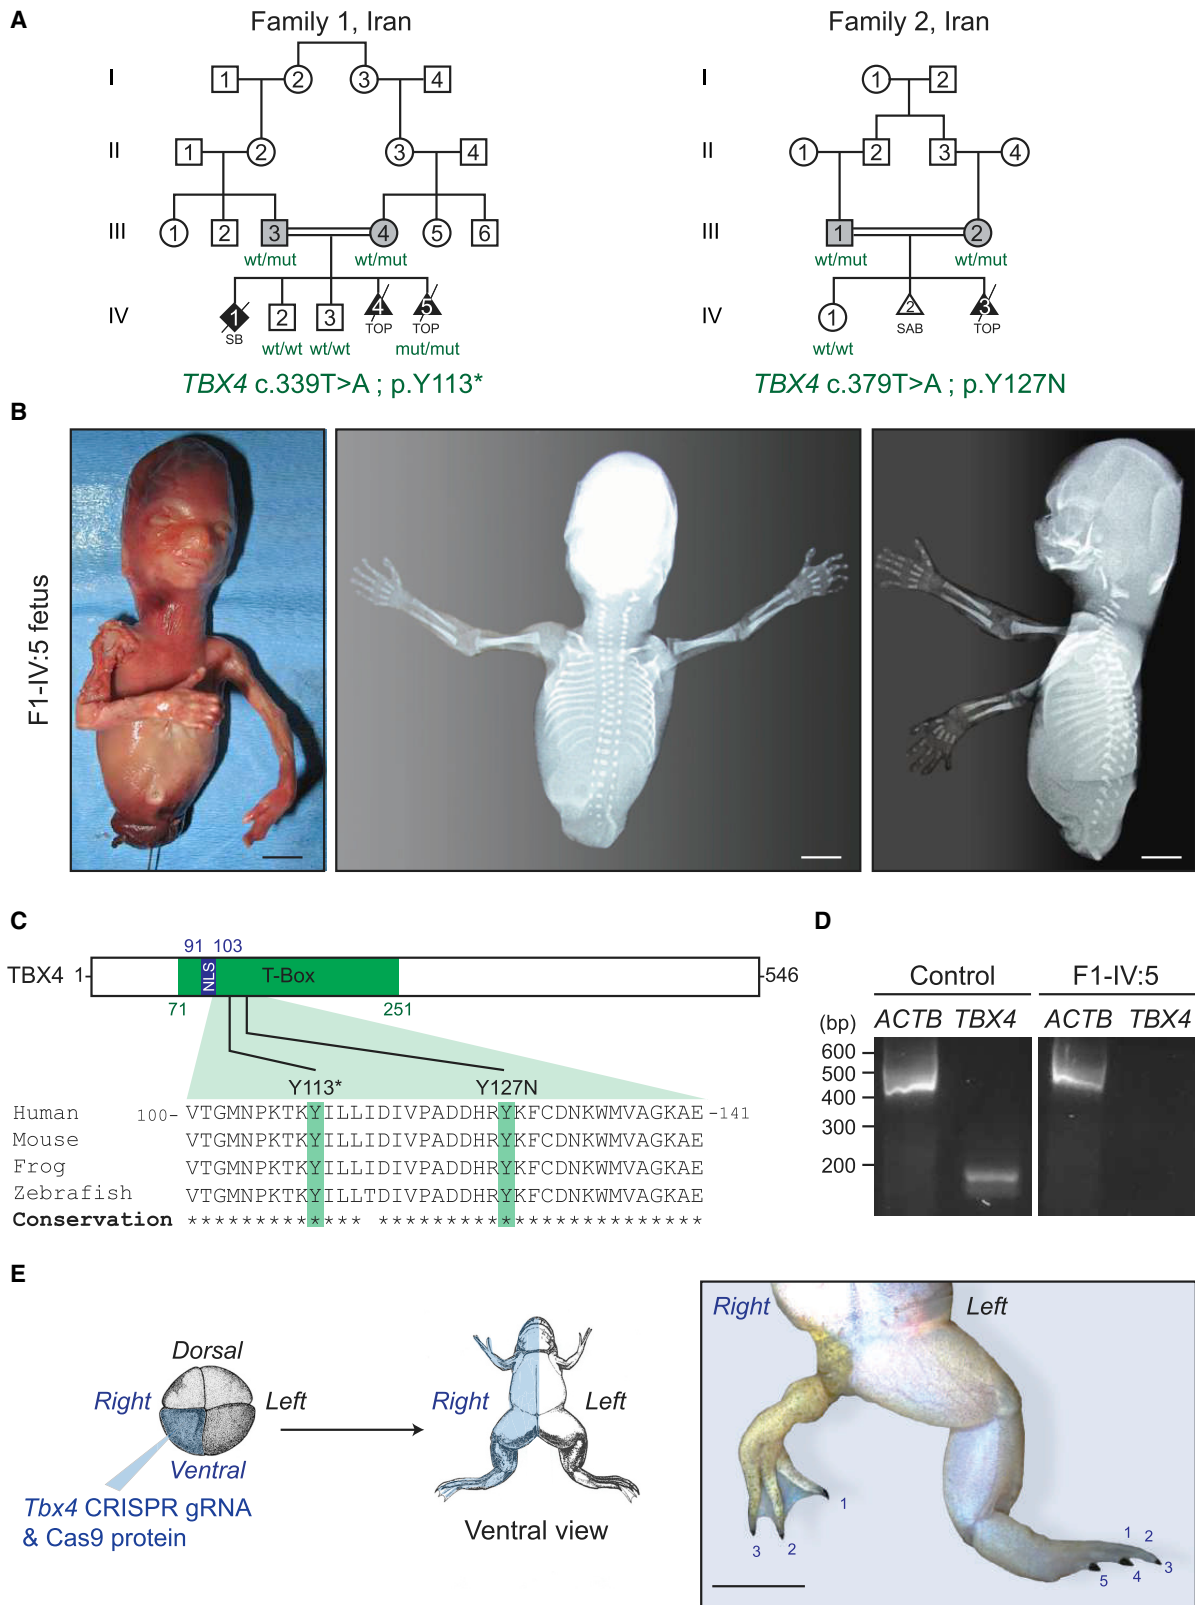 A
Family 1, Iran
Family 2, Iran
I
1 2 3 4
I
1 2
II
1 2 3 4
II
1 2 3 4
III
1 2 3 4 5 6
III
1 2
wt/mut wt/mut
wt/mut wt/mut
IV
1 2 3 4 5
IV
1 2 3
SB TOP TOP
SAB TOP
wt/wt wt/wt mut/mut
wt/wt
TBX4 c.339T>A ; p.Y113*
TBX4 c.379T>A ; p.Y127N
B
F1-IV:5 fetus
C
91 103
TBX4 1- NLS T-Box -546
71 251
Y113* Y127N
Human 100- VTGMNPKTKYILLIDIVPADDHRYKFCDNKWMVAGKAE -141
Mouse VTGMNPKTKYILLIDIVPADDHRYKFCDNKWMVAGKAE
Frog VTGMNPKTKYILLIDIVPADDHRYKFCDNKWMVAGKAE
Zebrafish VTGMNPKTKYILLTDIVPADDHRYKFCDNKWMVAGKAE
Conservation ************* ************************
D
Control F1-IV:5
(bp) ACTB TBX4 ACTB TBX4
600
500
400
300
200
E
Dorsal
Right Left
Ventral
Tbx4 CRISPR gRNA
& Cas9 protein
Right Left
Ventral view
Right Left
1
3 2
1 2
3
4
5